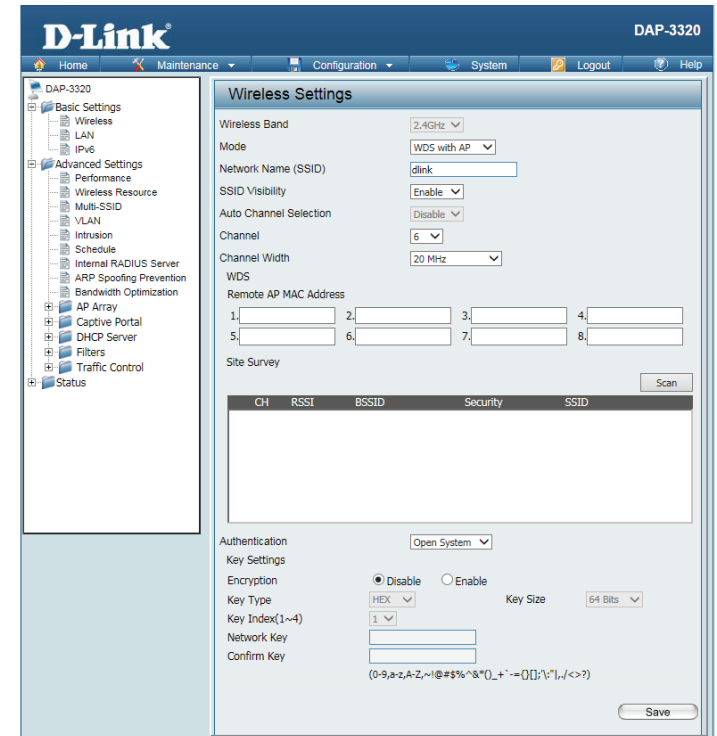 D-Link®
DAP-3320
Home Maintenance Configuration System Logout Help
DAP-3320
Basic Settings
Wireless
LAN
IPv6
Advanced Settings
Performance
Wireless Resource
Multi-SSID
VLAN
Intrusion
Schedule
Internal RADIUS Server
ARP Spoofing Prevention
Bandwidth Optimization
AP Array
Captive Portal
DHCP Server
Filters
Traffic Control
Status
Wireless Settings
Wireless Band 2.4GHz
Mode WDS with AP
Network Name (SSID) dlink
SSID Visibility Enable
Auto Channel Selection Disable
Channel 6
Channel Width 20 MHz
WDS
Remote AP MAC Address
1. 2. 3. 4.
5. 6. 7. 8.
Site Survey
Scan
CH RSSI BSSID Security SSID
Authentication Open System
Key Settings
Encryption Disable Enable
Key Type HEX Key Size 64 Bits
Key Index(1~4) 1
Network Key
Confirm Key
(0-9,a-z,A-Z,~!@#$%^&*()_+`-={}[];'\:"|,./<>?)
Save